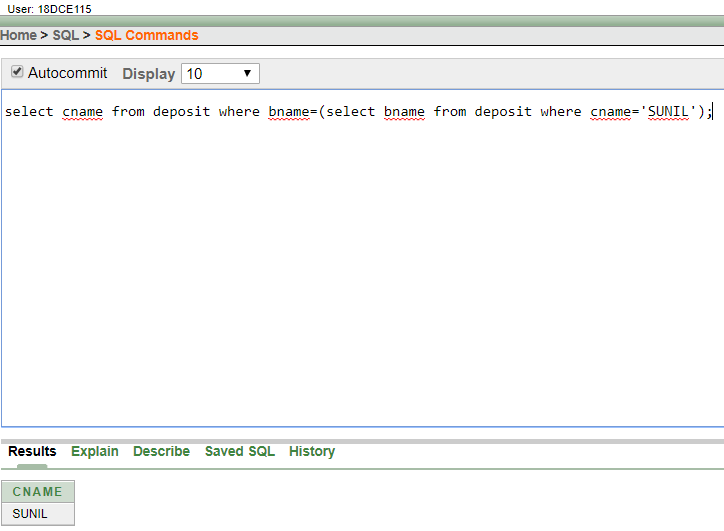 User: 18DCE115
Home > SQL > SQL Commands
Autocommit Display 10
select cname from deposit where bname=(select bname from deposit where cname='SUNIL');
Results Explain Describe Saved SQL History
CNAME
SUNIL